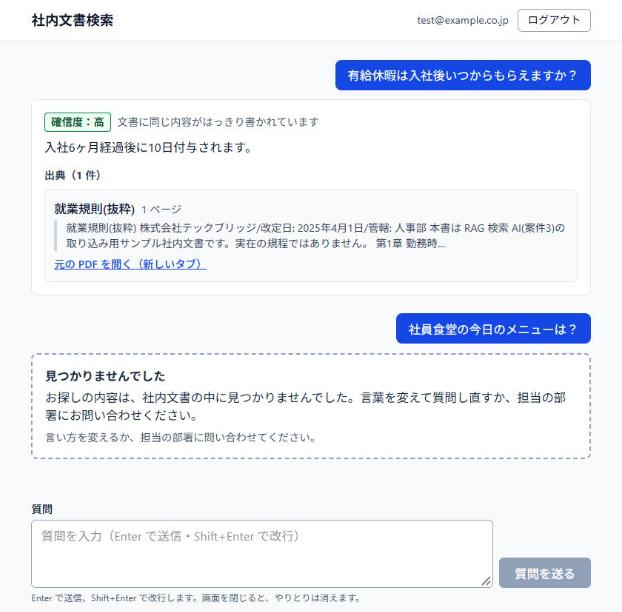 社内文書検索
test@example.co.jp
ログアウト
有給休暇は入社後いつからもらえますか？
確信度：高 文書に同じ内容がはっきり書かれています
入社6ヶ月経過後に10日付与されます。
出典（1 件）
就業規則(抜粋) 1 ページ
就業規則(抜粋) 株式会社テックブリッジ/改定日: 2025年4月1日/管轄: 人事部 本書は RAG 検索 AI(案件3)の
取り込み用サンプル社内文書です。実在の規程ではありません。 第1章 勤務時...
元の PDF を開く（新しいタブ）
社員食堂の今日のメニューは？
見つかりませんでした
お探しの内容は、社内文書の中に見つかりませんでした。言葉を変えて質問し直すか、担当の部
署にお問い合わせください。
言い方を変えるか、担当の部署に問い合わせてください。
質問
質問を入力（Enter で送信・Shift+Enter で改行）
質問を送る
Enter で送信、Shift+Enter で改行します。画面を閉じると、やりとりは消えます。